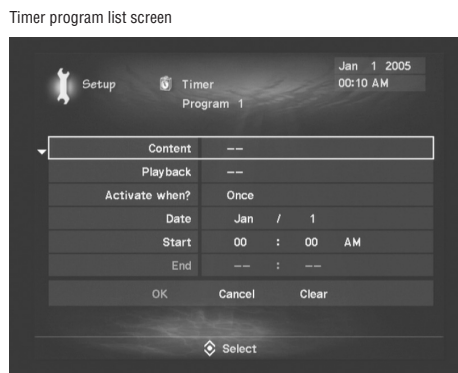 Timer program list screen
Jan 1 2005
00:10 AM
Setup
Timer
Program 1
Content --
Playback --
Activate when? Once
Date Jan / 1
Start 00 : 00 AM
End -- : --
OK Cancel Clear
Select